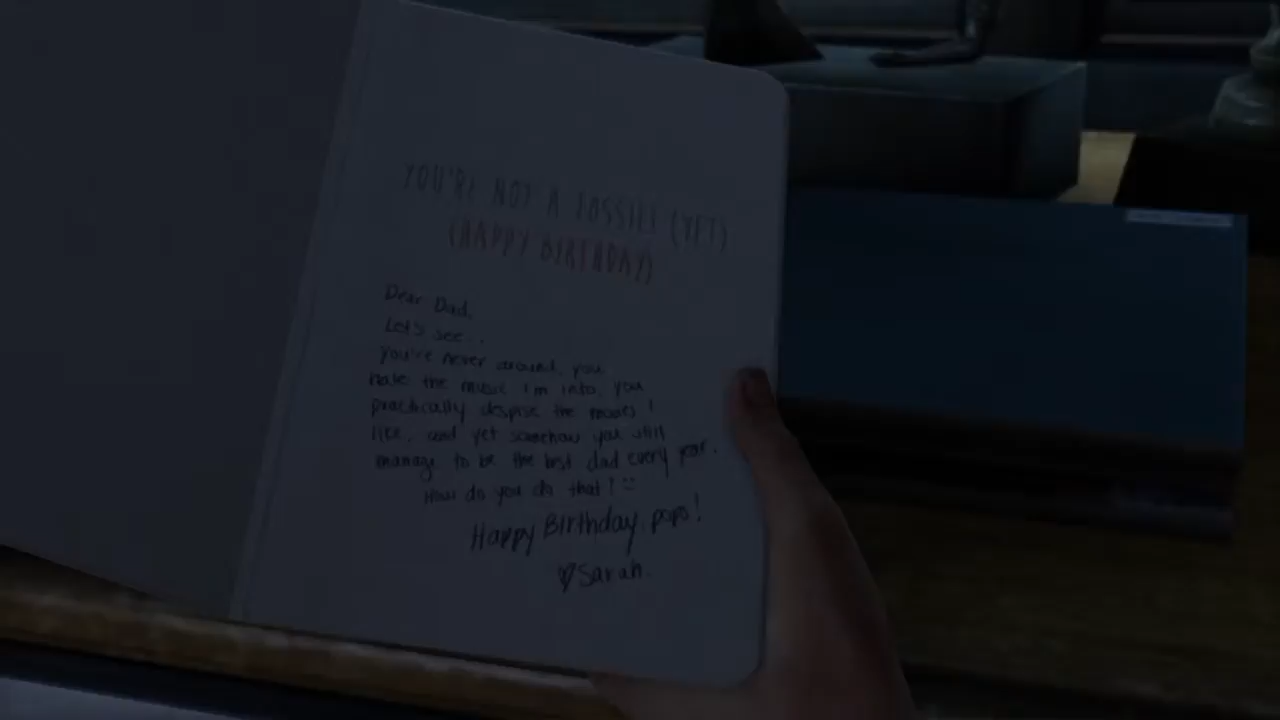 YOU'RE NOT A FOSSIL! (YET)
(HAPPY BIRTHDAY)
Dear Dad,
Let's see...
You're never around, you
hate the music I'm into, you
practically despise the movies I
like, and yet somehow you still
manage to be the best dad every year.
How do you do that? :)
Happy Birthday, papa!
♡Sarah